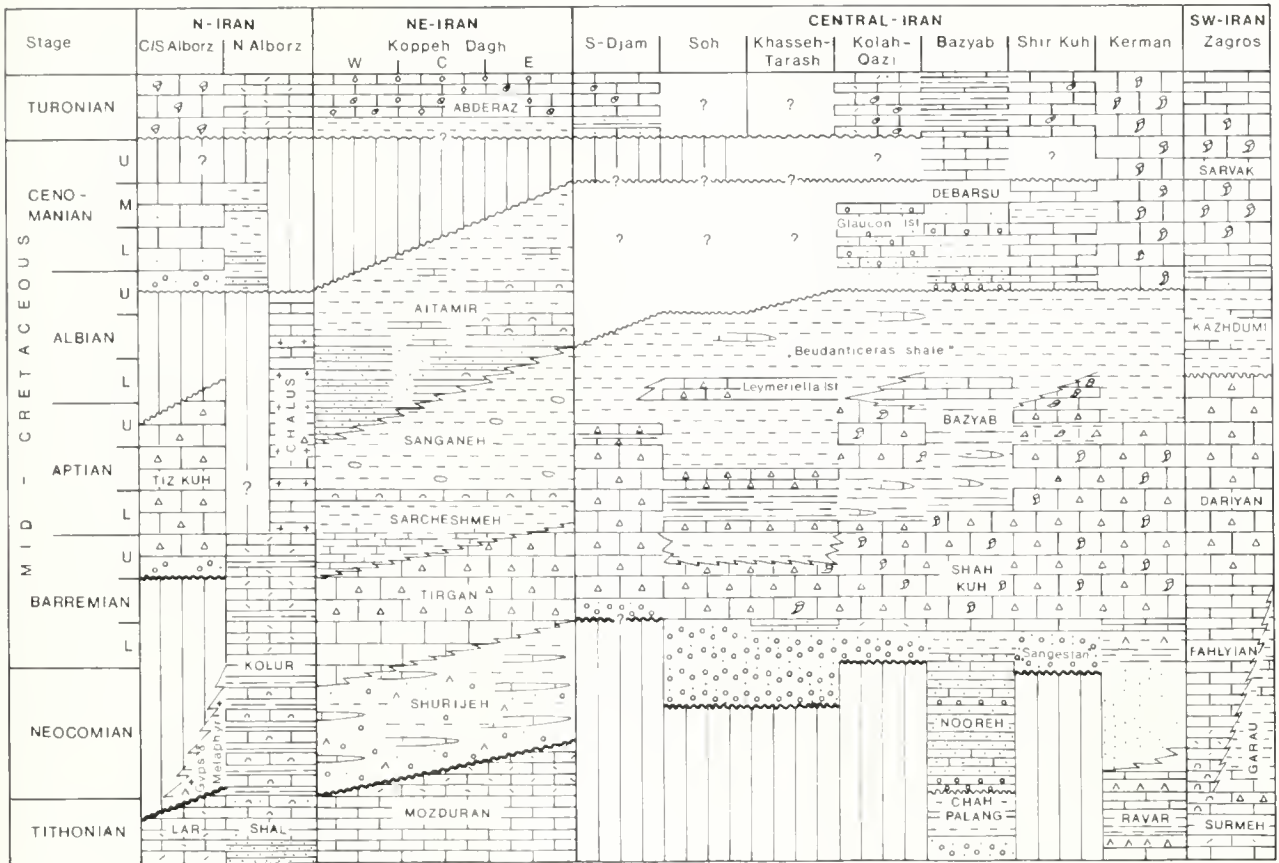 N-IRAN NE-IRAN CENTRAL-IRAN SW-IRAN
Stage C/S Alborz N Alborz Koppeh Dagh S-Djam Soh Khasseh- Tarash Kolah- Qazi Bazyab Shir Kuh Kerman Zagros
W C E
TURONIAN ABDERAZ ? ?
?
U ? ? ?
CENO- MANIAN SARVAK
? ? ?
M DEBARSU
Glaucon lst
L ? ? ?
MID - CRETACEOUS
U AITAMIR
ALBIAN KAZHDUMI
"Beudanticeras shale"
L Leymeriella lst
CHALUS
U SANGANEH BAZYAB
APTIAN
TIZ KUH ?
L SARCHESHMEH DARIYAN
U SHAH KUH
BARREMIAN TIRGAN
?
L KOLUR Sangestan FAHLYIAN
NEOCOMIAN SHURIJEH NOOREH
Gyps & Melaphyr GARAU
TITHONIAN LAR SHAL MOZDURAN CHAH - PALANG RAVAR SURMEH